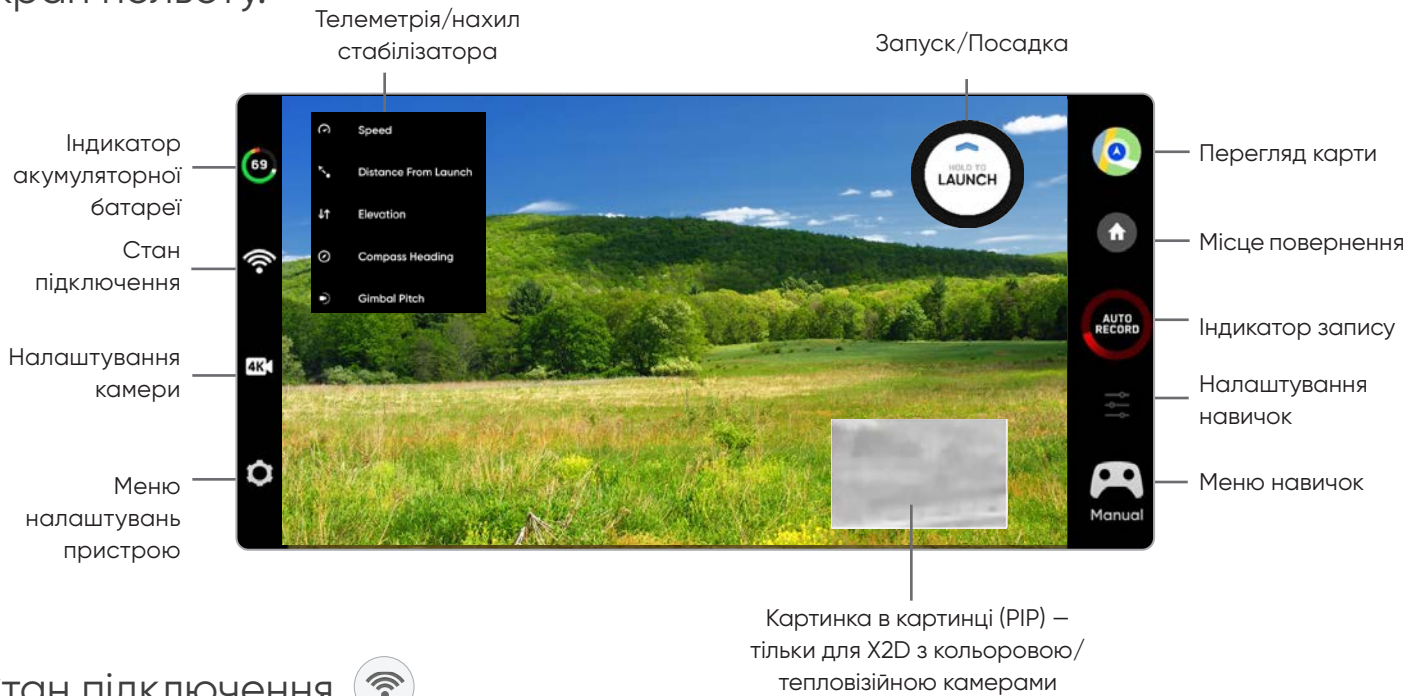 кран польоту.
Телеметрія/нахил
стабілізатора
Запуск/Посадка
Індикатор
акумуляторної
батареї
Стан
підключення
Налаштування
камери
Меню
налаштувань
пристрою
69
4K
Speed
Distance From Launch
Elevation
Compass Heading
Gimbal Pitch
HOLD TO
LAUNCH
AUTO
RECORD
Manual
Перегляд карти
Місце повернення
Індикатор запису
Налаштування
навичок
Меню навичок
Картинка в картинці (PIP) —
тільки для X2D з кольоровою/
тепловізійною камерами
тан підключення